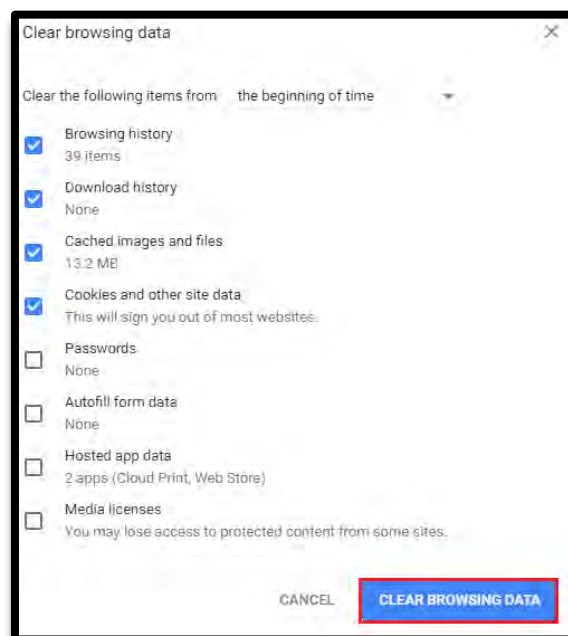 Clear browsing data
Clear the following items from the beginning of time
Browsing history
39 items
Download history
None
Cached images and files
13.2 MB
Cookies and other site data
This will sign you out of most websites.
Passwords
None
Autofill form data
None
Hosted app data
2 apps (Cloud Print, Web Store)
Media licenses
You may lose access to protected content from some sites.
CANCEL CLEAR BROWSING DATA